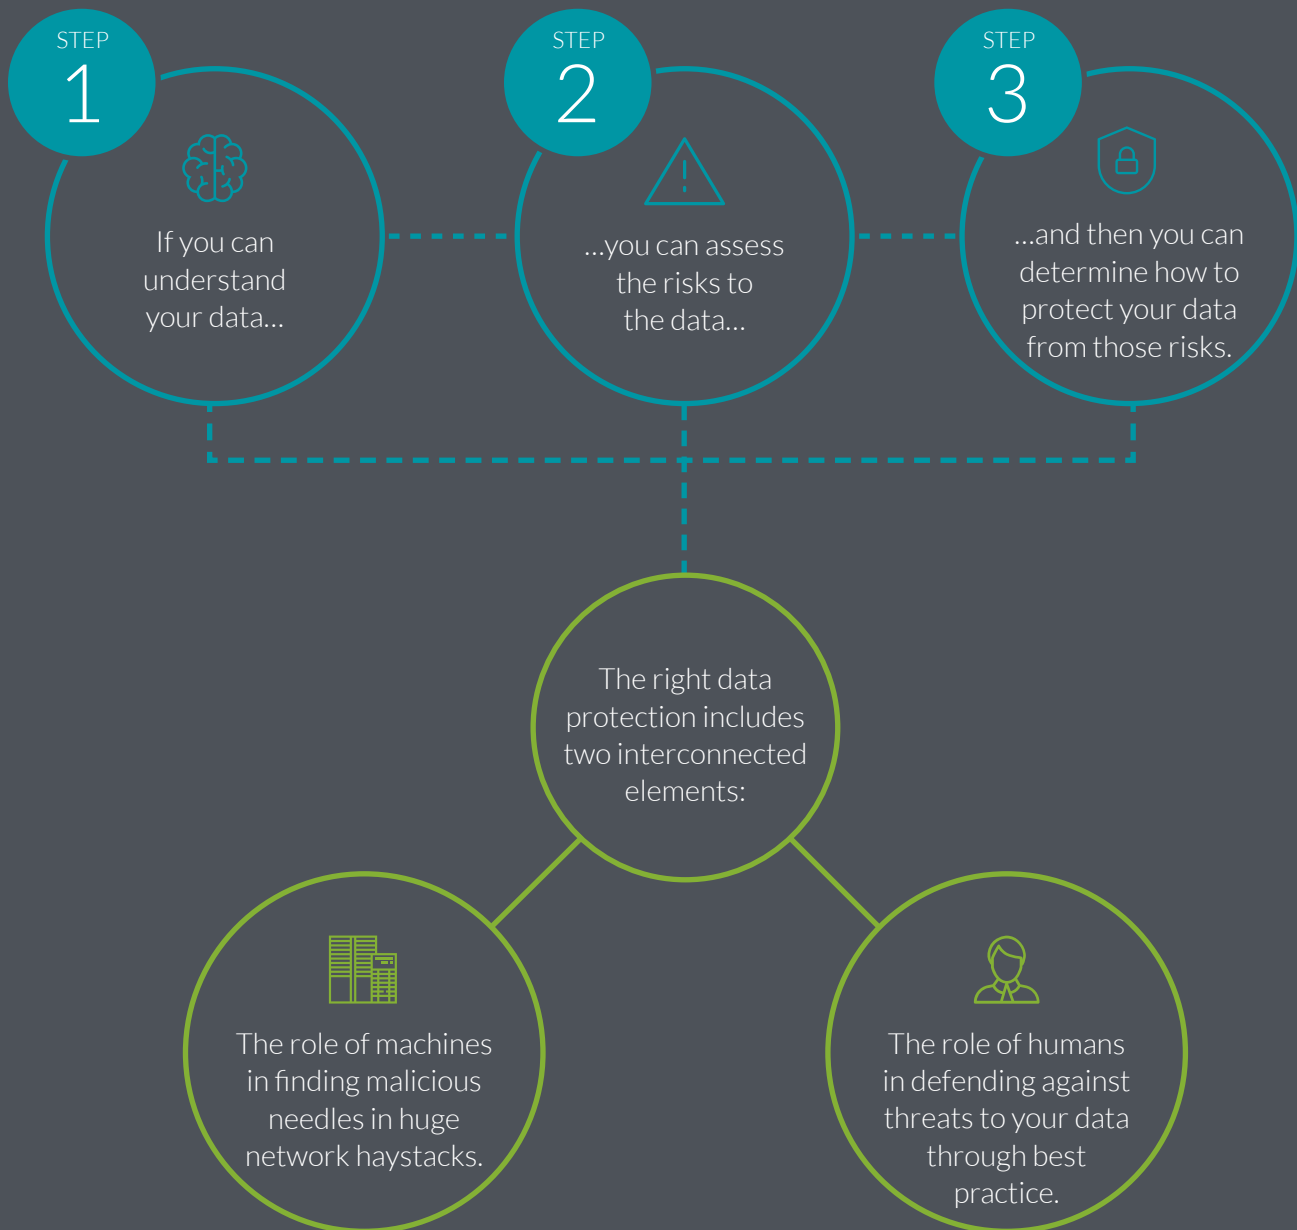 STEP
1
If you can
understand
your data…
STEP
2
…you can assess
the risks to
the data…
STEP
3
…and then you can
determine how to
protect your data
from those risks.
The right data
protection includes
two interconnected
elements:
The role of machines
in finding malicious
needles in huge
network haystacks.
The role of humans
in defending against
threats to your data
through best
practice.